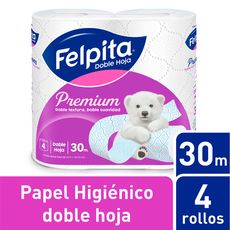 Felpita
Doble Hoja
Premium
Doble textura, Doble suavidad
4
Doble
Hoja
30m
30m
4
rollos
Papel Higiénico
doble hoja